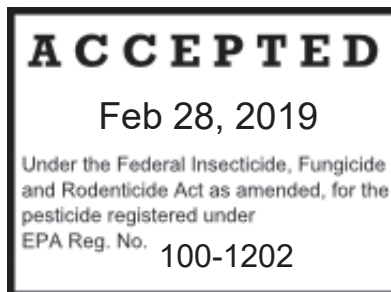 ACCEPTED
Feb 28, 2019
Under the Federal Insecticide, Fungicide
and Rodenticide Act as amended, for the
pesticide registered under
EPA Reg. No. 100-1202